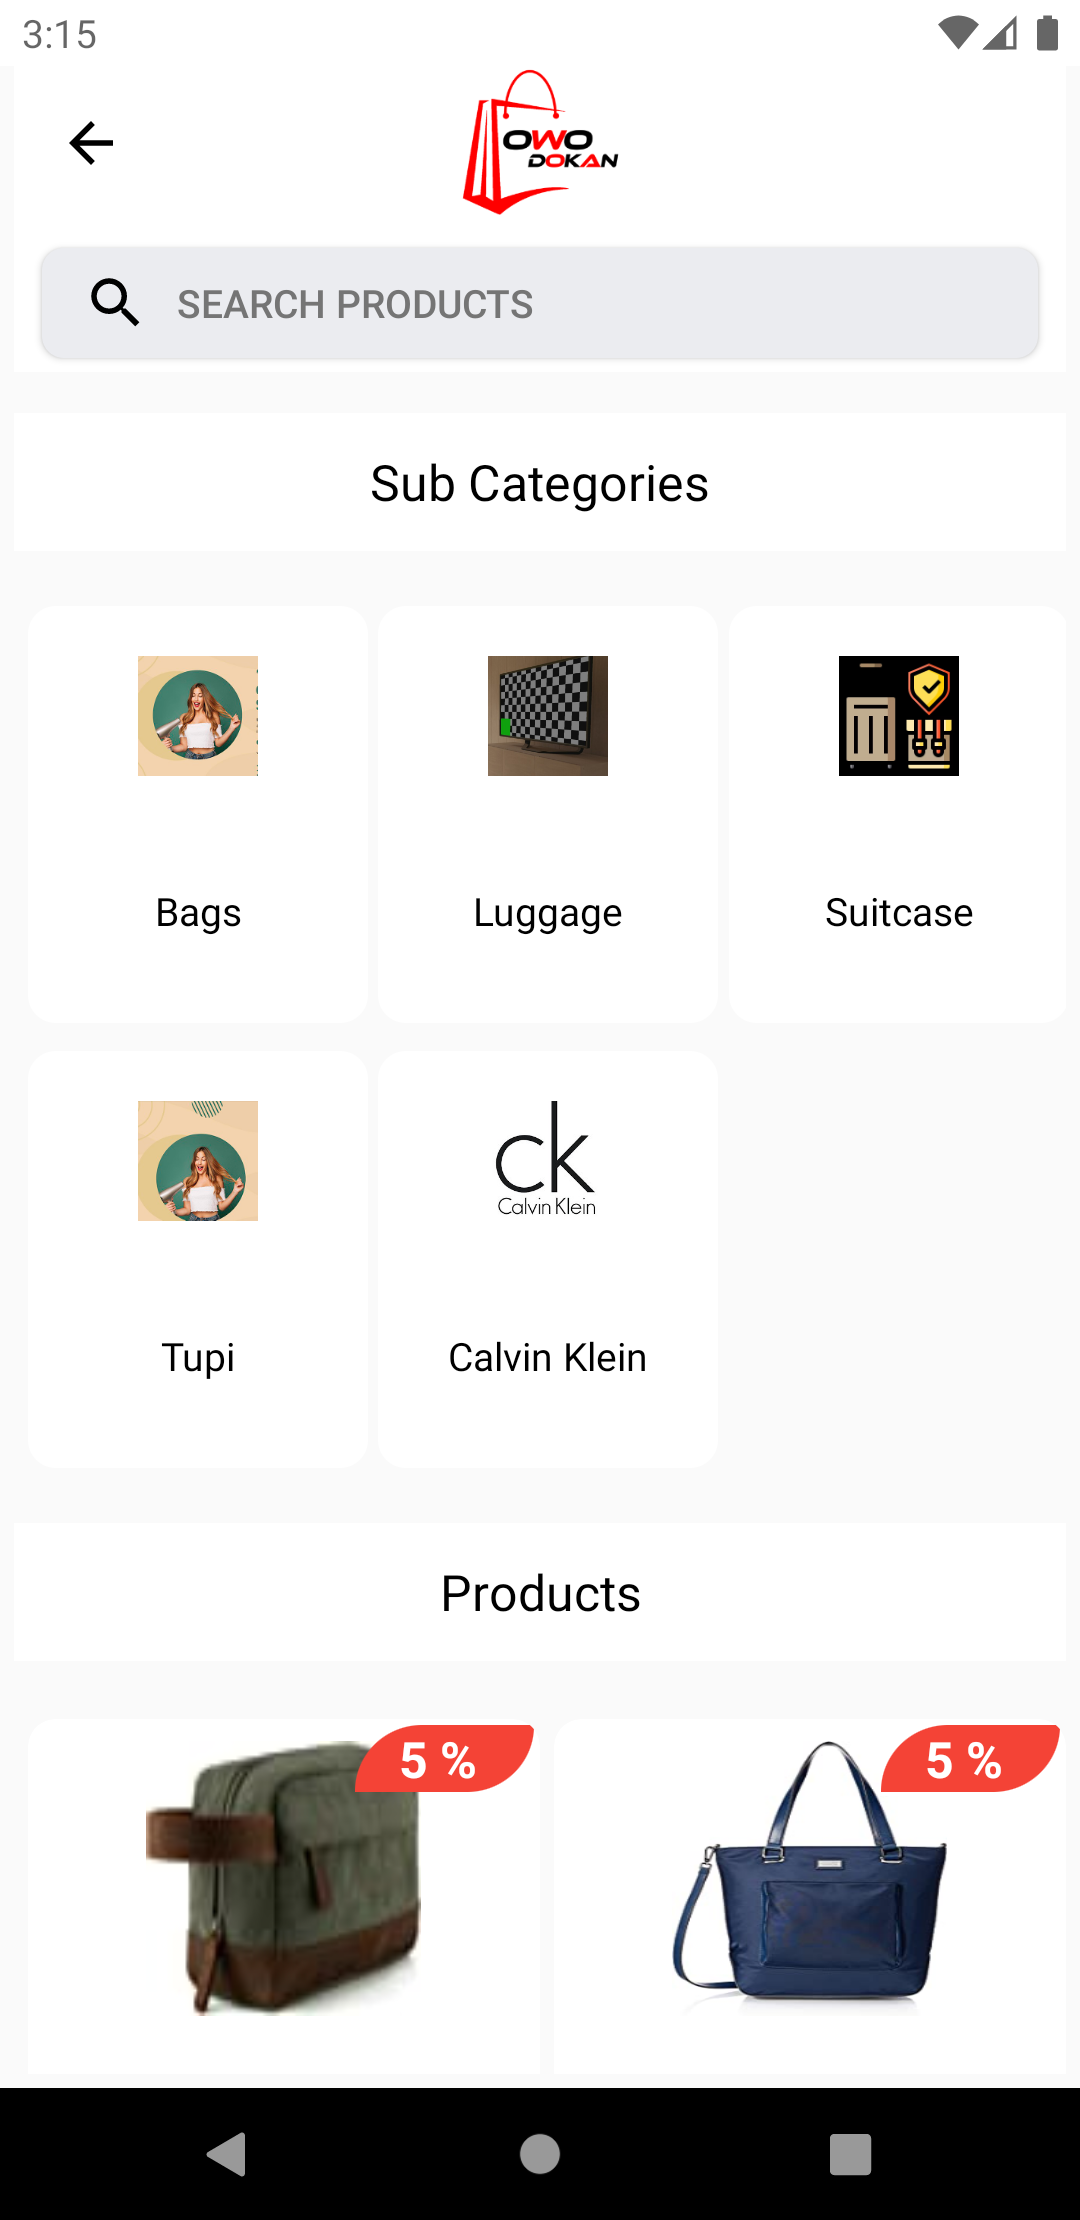 3:15
OWO
DOKAN
SEARCH PRODUCTS
Sub Categories
Bags
Luggage
Suitcase
ck
Calvin Klein
Tupi
Calvin Klein
Products
5 %
5 %